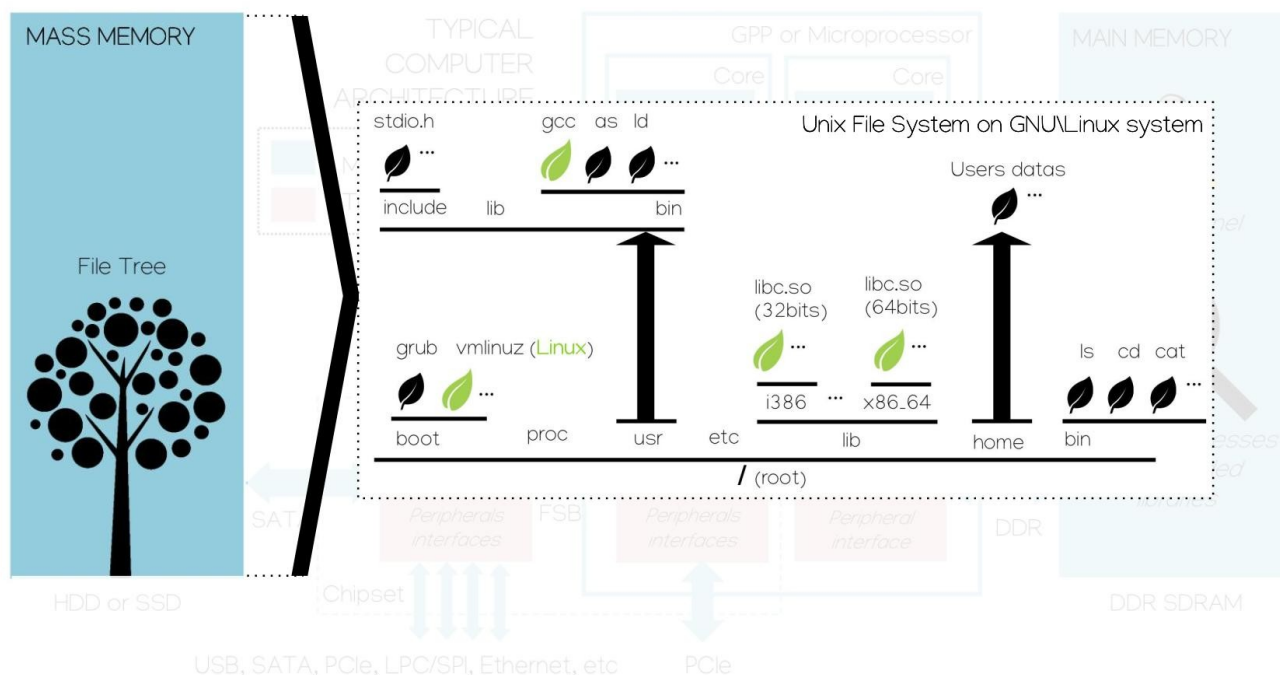 MASS MEMORY
File Tree
HDD or SSD
TYPICAL
COMPUTER
ARCHITECTURE
GPP or Microprocessor
Core
Core
MAIN MEMORY
Unix File System on GNU\Linux system
stdio.h
...
gcc as ld
...
include lib bin
Users datas
...
libc.so
(32bits)
...
libc.so
(64bits)
...
grub vmlinuz (Linux)
...
i386 ... x86_64
ls cd cat
...
boot proc usr etc lib home bin
/ (root)
SATA
Peripherals
interfaces
FSB
Peripherals
interfaces
Peripheral
interface
DDR
Chipset
DDR SDRAM
USB, SATA, PCIe, LPC/SPI, Ethernet, etc
PCIe